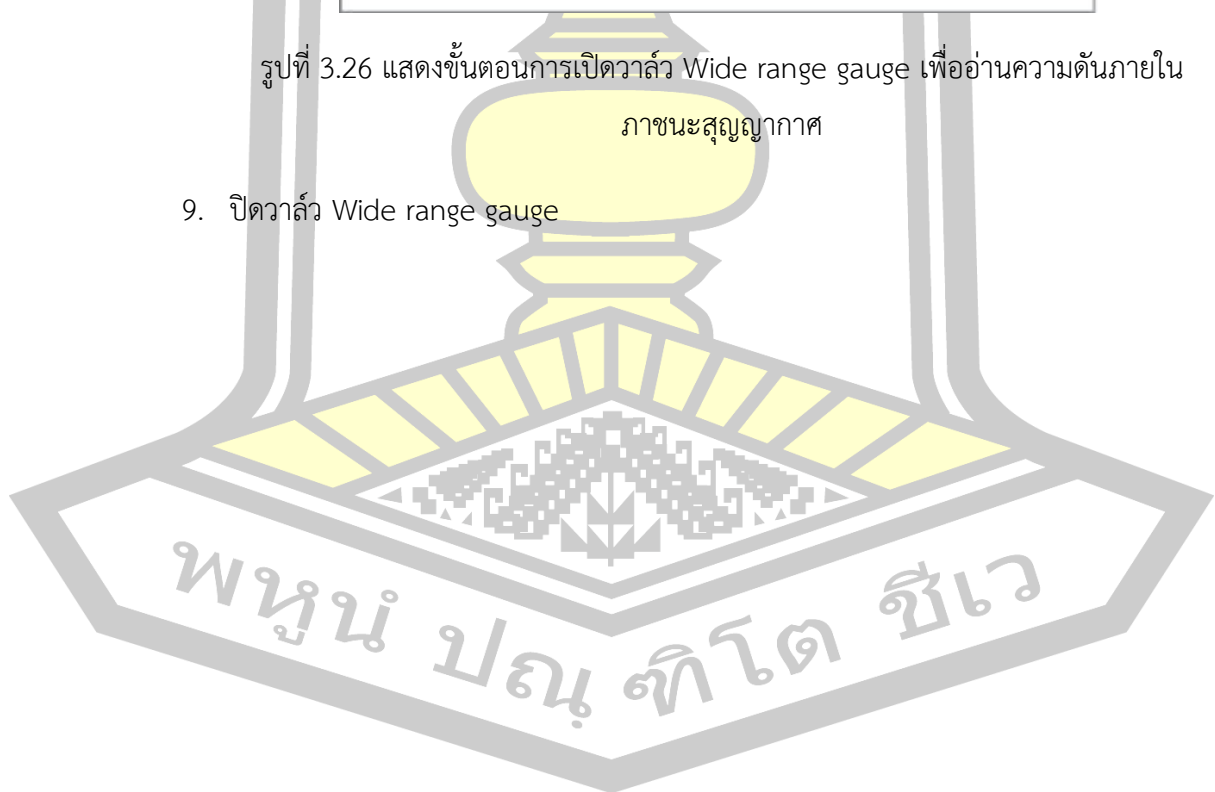 รูปที่ 3.26 แสดงขั้นตอนการเปิดวาล์ว Wide range gauge เพื่ออ่านความดันภายใน
ภาชนะสุญญากาศ
9. ปิดวาล์ว Wide range gauge
พหูนํ ปณฺ ฑิโต ชีเว